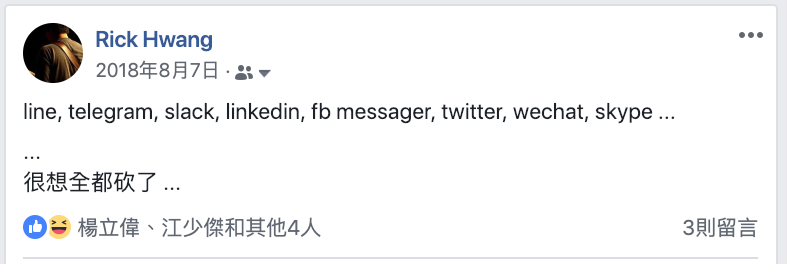 Rick Hwang
2018年8月7日 ·
line, telegram, slack, linkedin, fb messager, twitter, wechat, skype ...
...
很想全都砍了 ...
楊立偉、江少傑和其他4人 3則留言